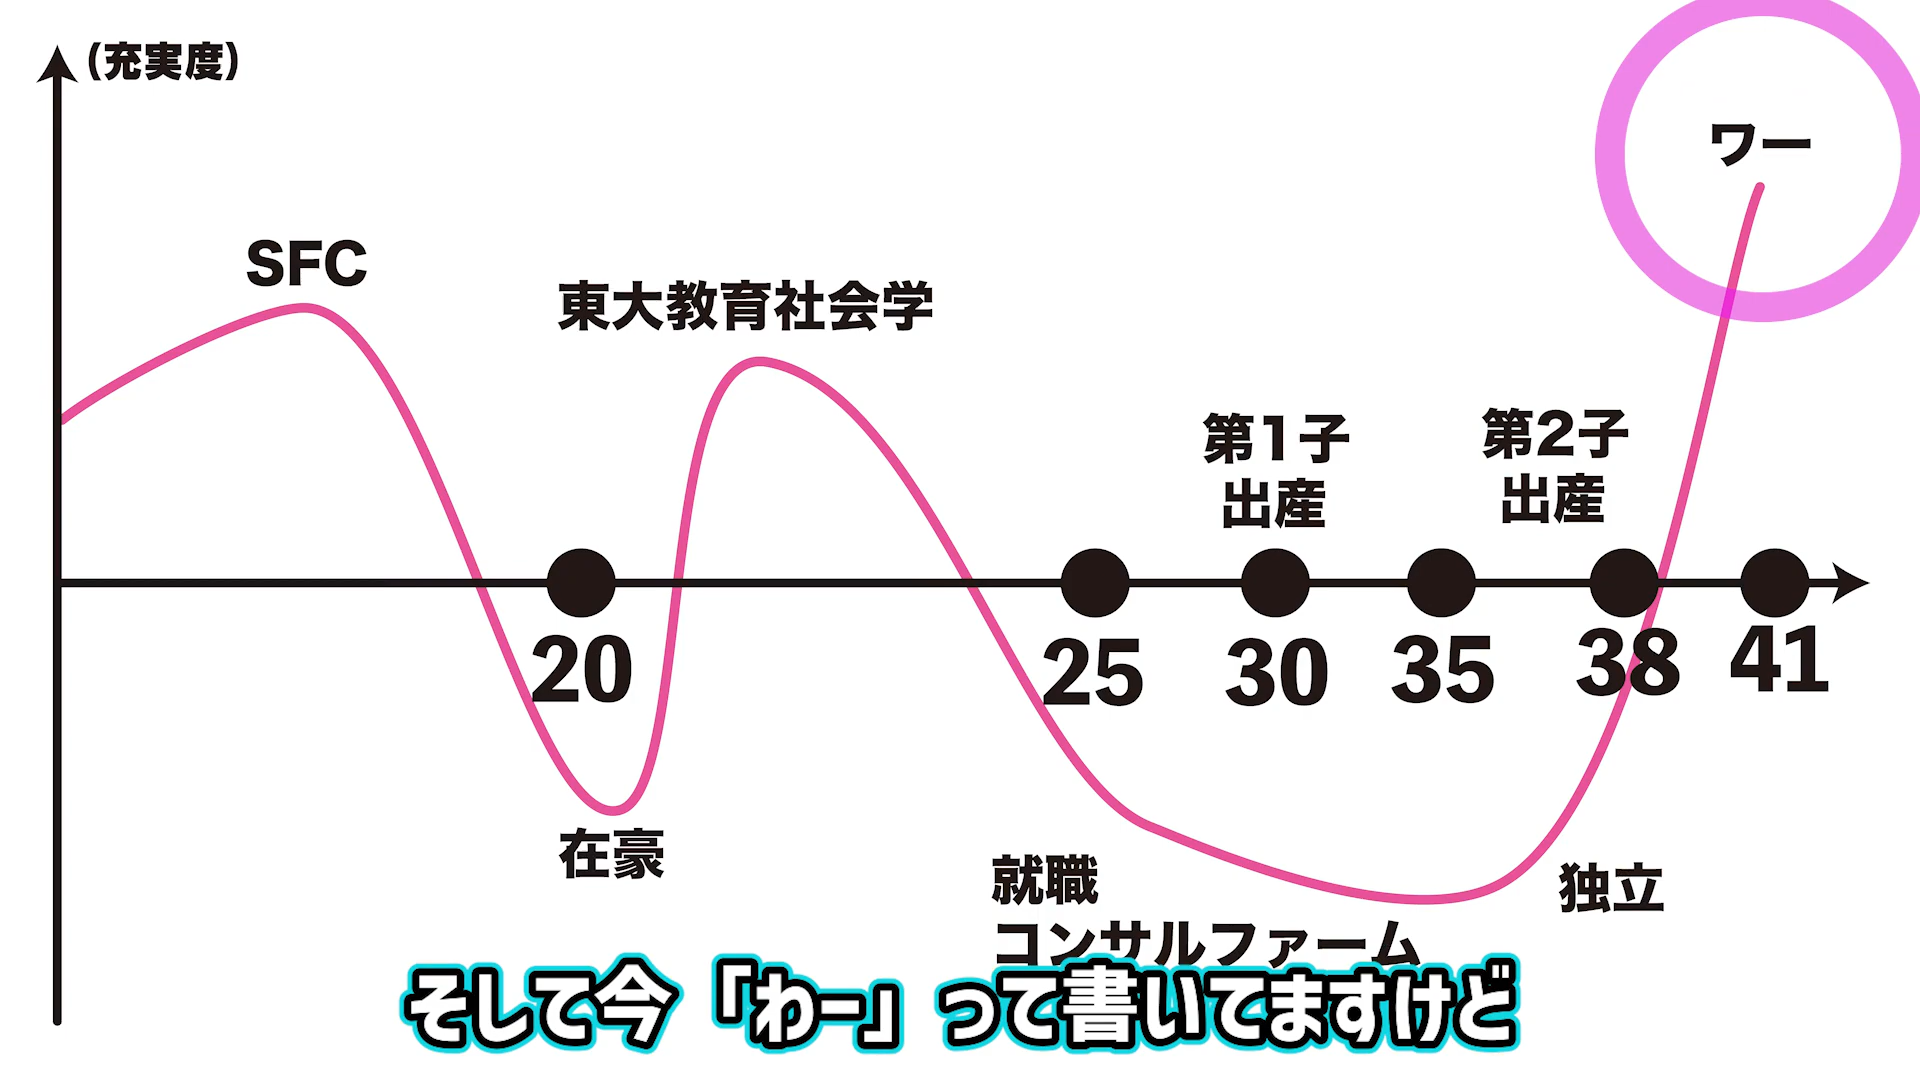 (充実度)
ワー
SFC
東大教育社会学
第1子
出産
第2子
出産
20
25
30
35
38
41
在豪
就職
コンサルファーム
独立
そして今「わー」って書いてますけど